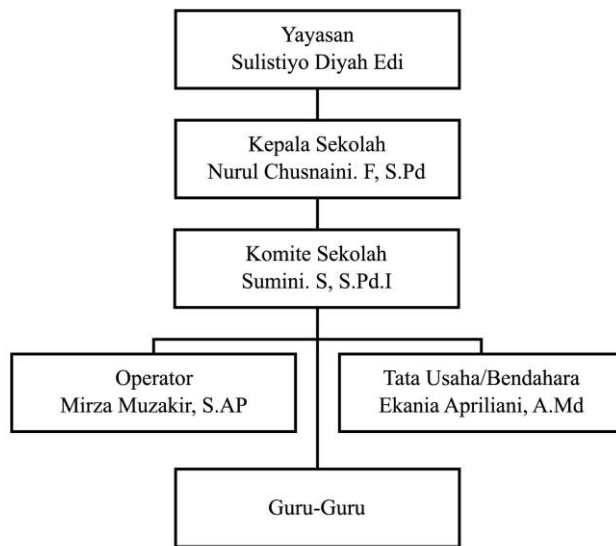 Yayasan
Sulistiyo Diyah Edi
Kepala Sekolah
Nurul Chusnaini. F, S.Pd
Komite Sekolah
Sumini. S, S.Pd.I
Operator
Mirza Muzakir, S.AP
Tata Usaha/Bendahara
Ekania Apriliani, A.Md
Guru-Guru